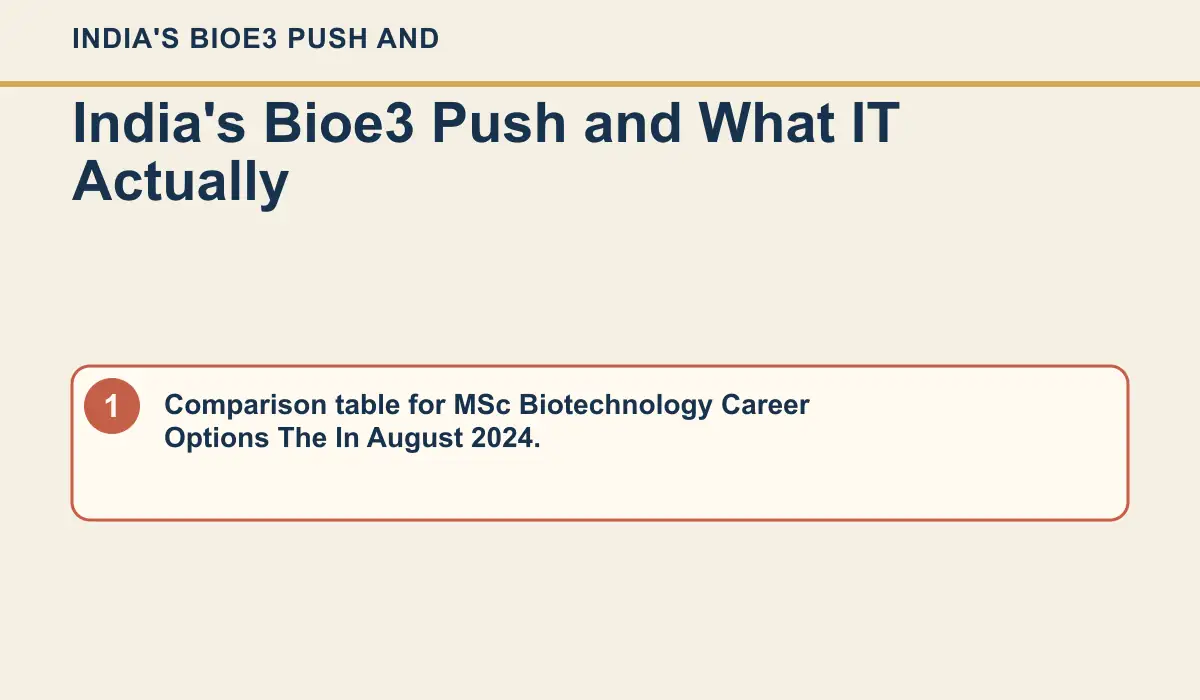 INDIA'S BIOE3 PUSH AND
India's Bioe3 Push and What IT
Actually
1
Comparison table for MSc Biotechnology Career
Options The In August 2024.